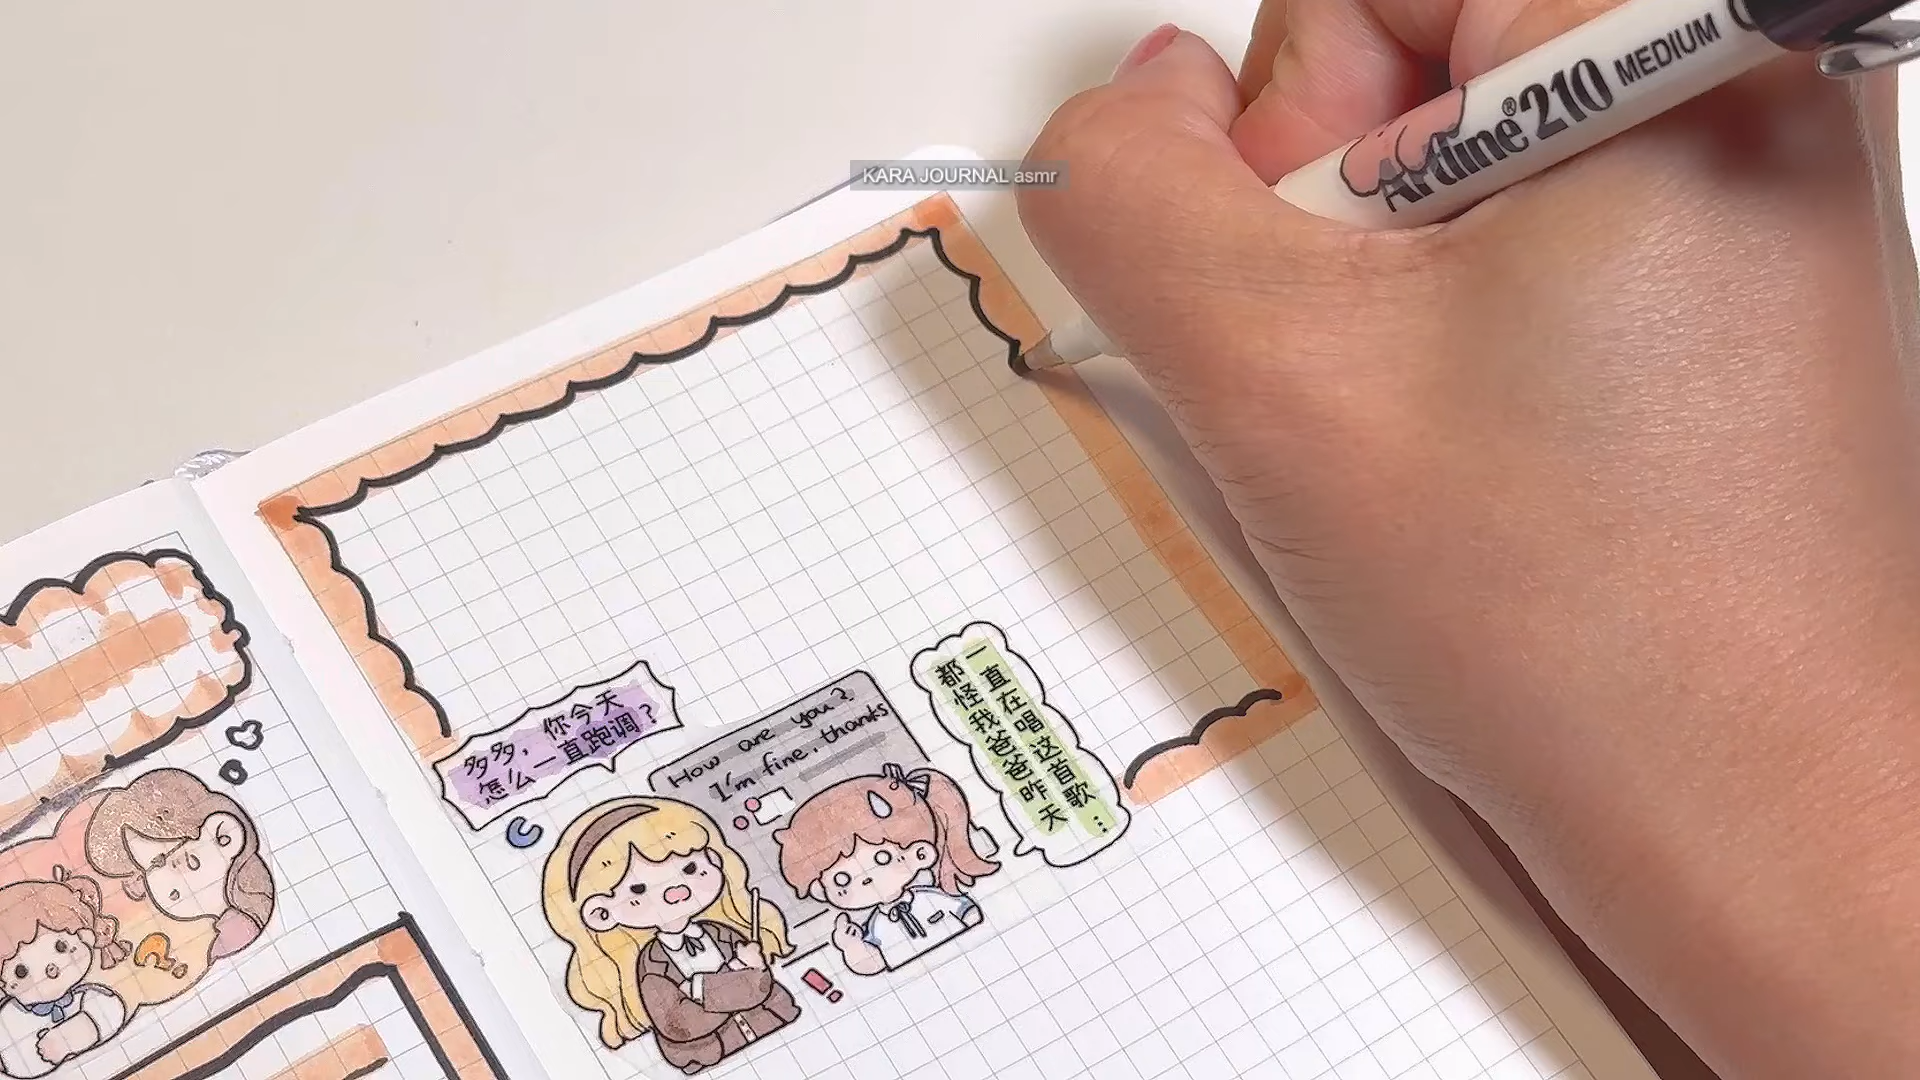 KARA JOURNAL asmr
Artline® 210 MEDIUM
多多，你今天
怎么一直跑调？
How are you?
I'm fine, thanks
都怪我爸爸昨天
一直在唱这首歌…